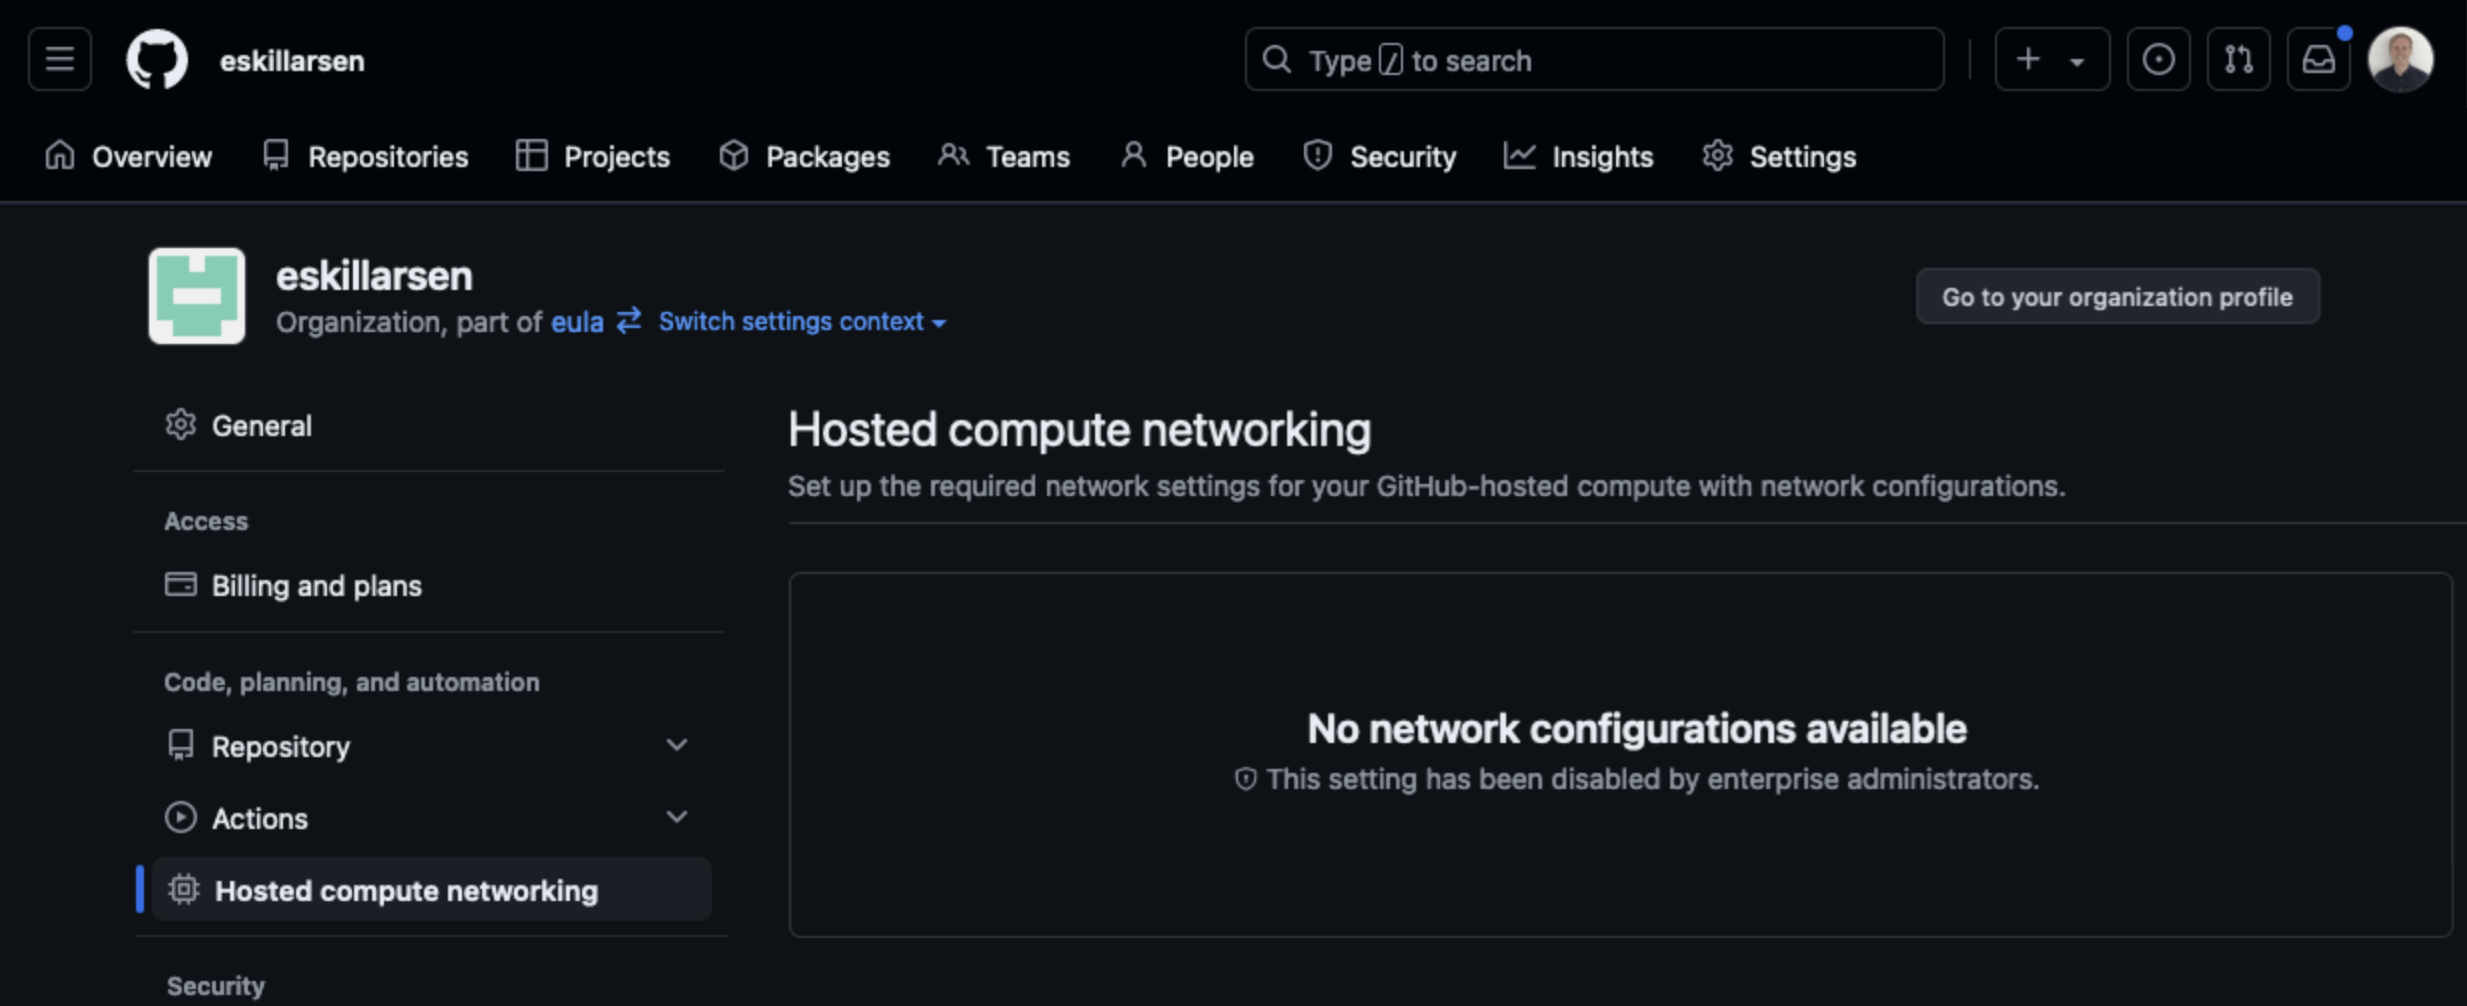 eskillarsen
Type / to search
Overview Repositories Projects Packages Teams People Security Insights Settings
eskillarsen
Organization, part of eula Switch settings context
Go to your organization profile
General
Access
Billing and plans
Code, planning, and automation
Repository
Actions
Hosted compute networking
Security
Hosted compute networking
Set up the required network settings for your GitHub-hosted compute with network configurations.
No network configurations available
This setting has been disabled by enterprise administrators.